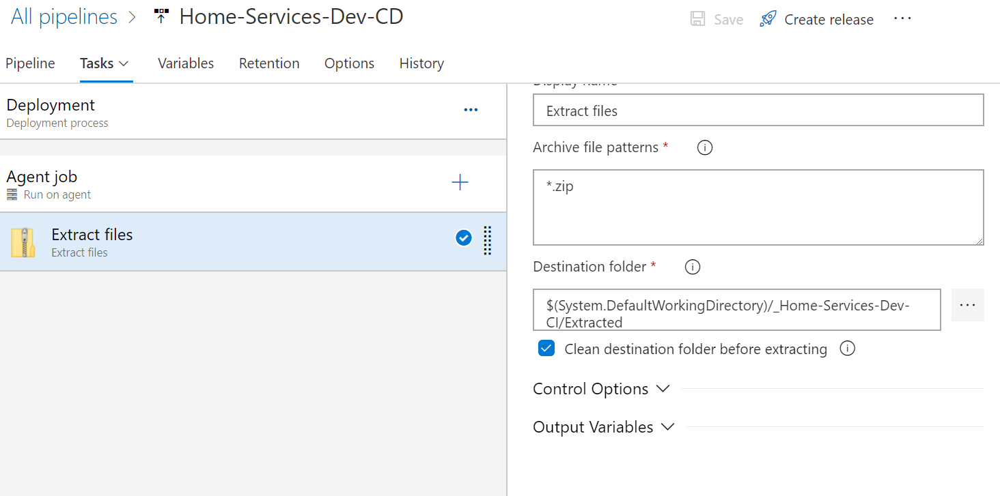 All pipelines > Home-Services-Dev-CD
Save Create release ...
Pipeline Tasks Variables Retention Options History
Deployment
Deployment process
Agent job
Run on agent
Extract files
Extract files
Display name
Extract files
Archive file patterns *
*.zip
Destination folder *
$(System.DefaultWorkingDirectory)/_Home-Services-Dev-
CI/Extracted
Clean destination folder before extracting
Control Options
Output Variables